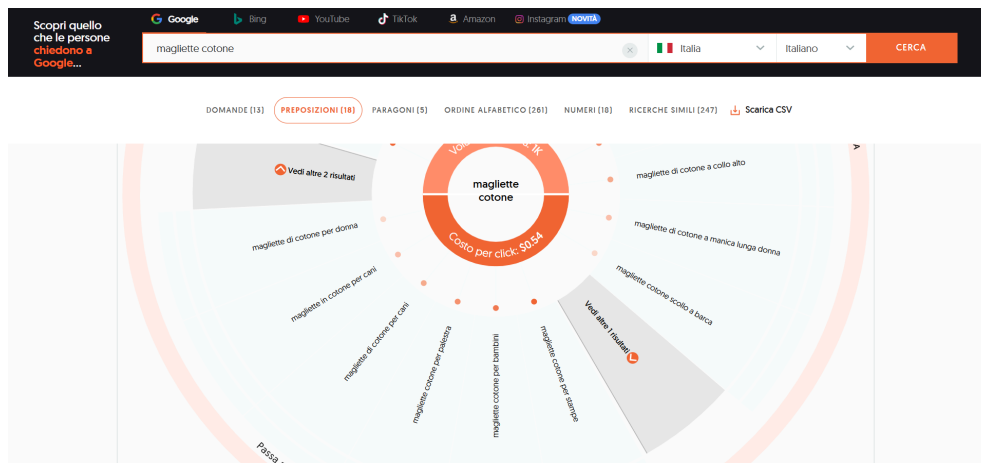 Scopri quello
che le persone
chiedono a
Google...
Google
Bing
YouTube
TikTok
Amazon
Instagram NOVITÀ
magliette cotone
Italia
Italiano
CERCA
DOMANDE (13)
PREPOSIZIONI (18)
PARAGONI (5)
ORDINE ALFABETICO (261)
NUMERI (18)
RICERCHE SIMILI (247)
Scarica CSV
1K
A
magliette
cotone
Costo per click: $0.54
Vedi altre 2 risultati
magliette di cotone per donna
magliette in cotone per cani
magliette di cotone per cani
magliette cotone per palestra
magliette cotone per bambini
magliette cotone per stampe
Vedi altre 1 risultati
magliette cotone scollo a barca
magliette di cotone a manica lunga donna
magliette di cotone a collo alto
Passa